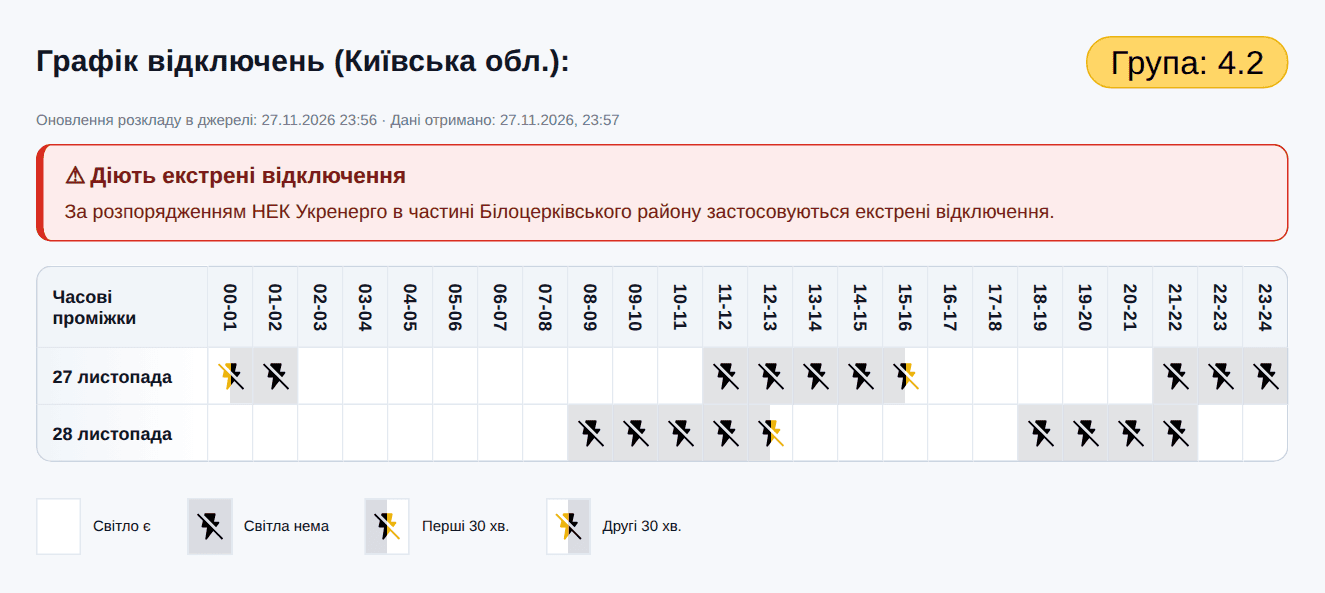 Графік відключень (Київська обл.):
Група: 4.2
Оновлення розкладу в джерелі: 27.11.2026 23:56 · Дані отримано: 27.11.2026, 23:57
⚠ Діють екстрені відключення
За розпорядженням НЕК Укренерго в частині Білоцерківського району застосовуються екстрені відключення.
Часові
проміжки
00-01 01-02 02-03 03-04 04-05 05-06 06-07 07-08 08-09 09-10 10-11 11-12 12-13 13-14 14-15 15-16 16-17 17-18 18-19 19-20 20-21 21-22 22-23 23-24
27 листопада
28 листопада
Світло є
Світла нема
Перші 30 хв.
Другі 30 хв.